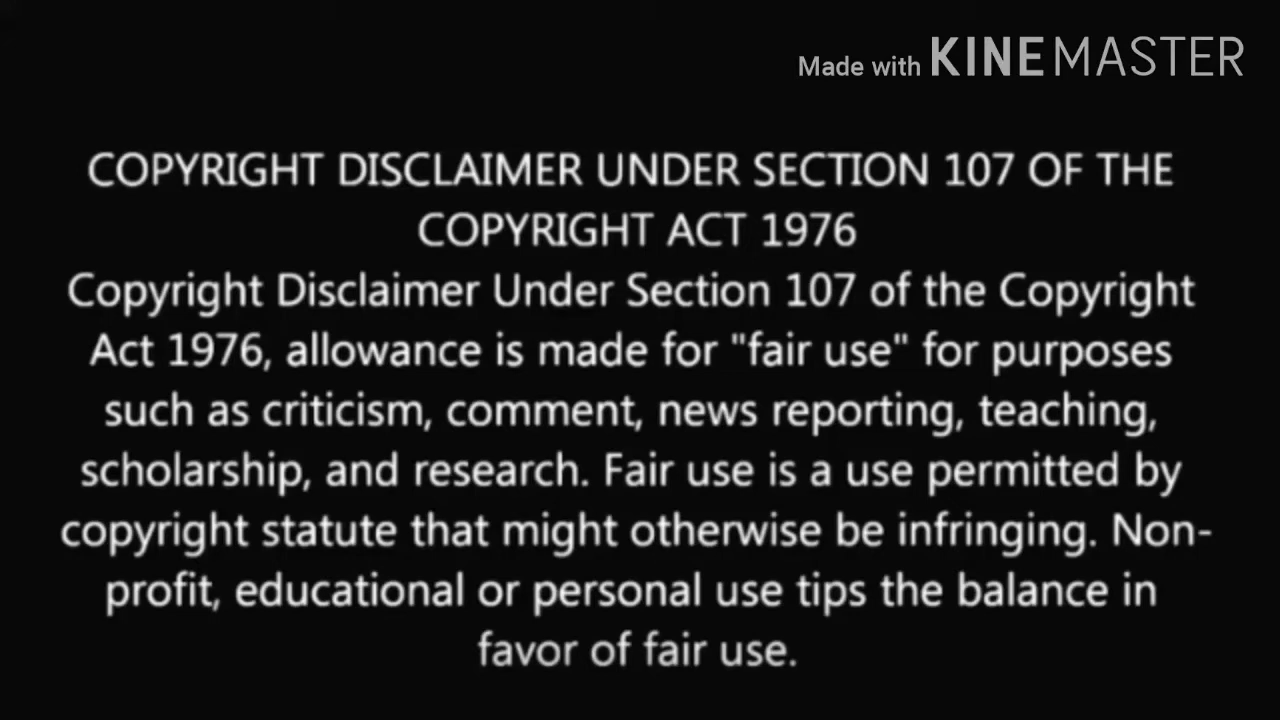 Made with KINEMASTER
COPYRIGHT DISCLAIMER UNDER SECTION 107 OF THE
COPYRIGHT ACT 1976
Copyright Disclaimer Under Section 107 of the Copyright
Act 1976, allowance is made for "fair use" for purposes
such as criticism, comment, news reporting, teaching,
scholarship, and research. Fair use is a use permitted by
copyright statute that might otherwise be infringing. Non-
profit, educational or personal use tips the balance in
favor of fair use.